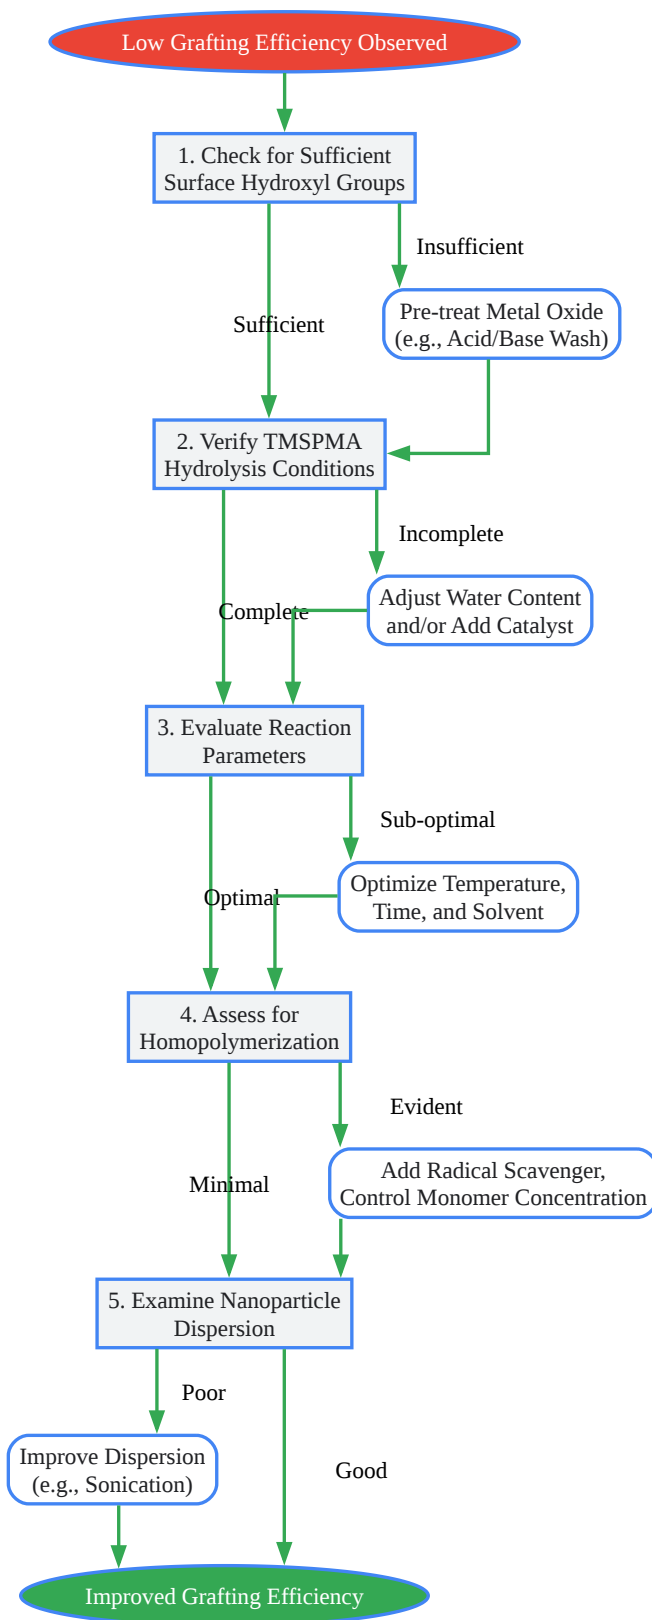 Low Grafting Efficiency Observed
1. Check for Sufficient
Surface Hydroxyl Groups
Insufficient
Pre-treat Metal Oxide
(e.g., Acid/Base Wash)
Sufficient
2. Verify TMSPMA
Hydrolysis Conditions
Incomplete
Adjust Water Content
and/or Add Catalyst
Complete
3. Evaluate Reaction
Parameters
Sub-optimal
Optimize Temperature,
Time, and Solvent
Optimal
4. Assess for
Homopolymerization
Evident
Add Radical Scavenger,
Control Monomer Concentration
Minimal
5. Examine Nanoparticle
Dispersion
Poor
Improve Dispersion
(e.g., Sonication)
Good
Improved Grafting Efficiency